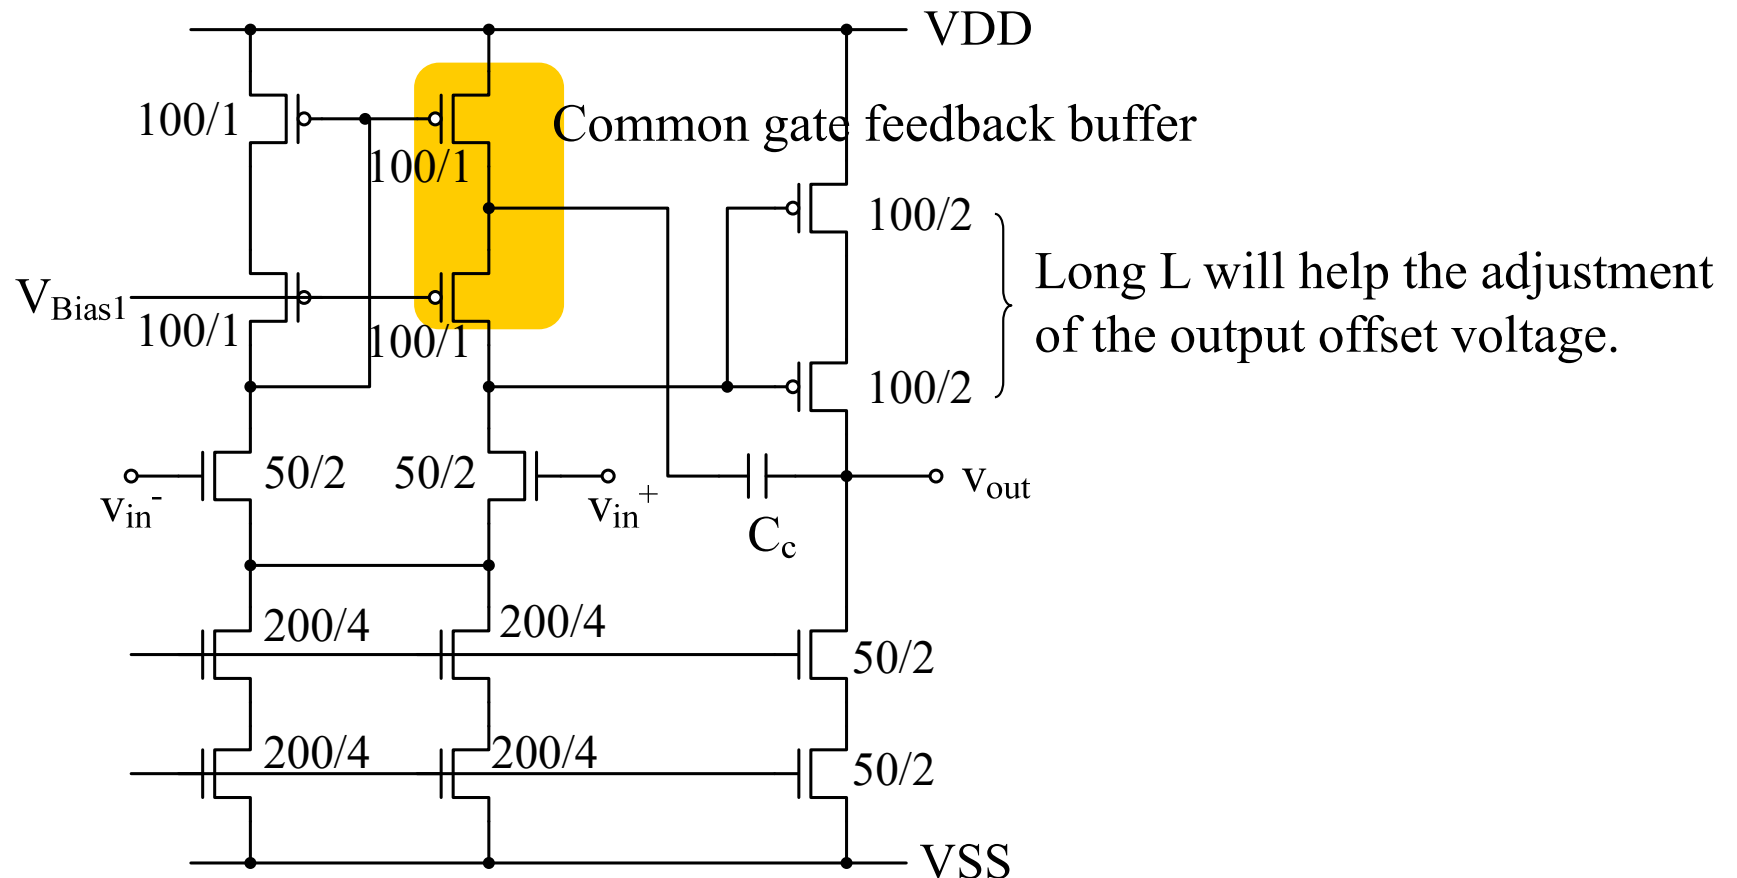 VDD
100/1
Common gate feedback buffer
100/1
100/2
Long L will help the adjustment
of the output offset voltage.
V_Bias1
100/1
100/1
100/2
50/2
50/2
v_in^-
v_in^+
v_out
C_c
200/4
200/4
50/2
200/4
200/4
50/2
VSS